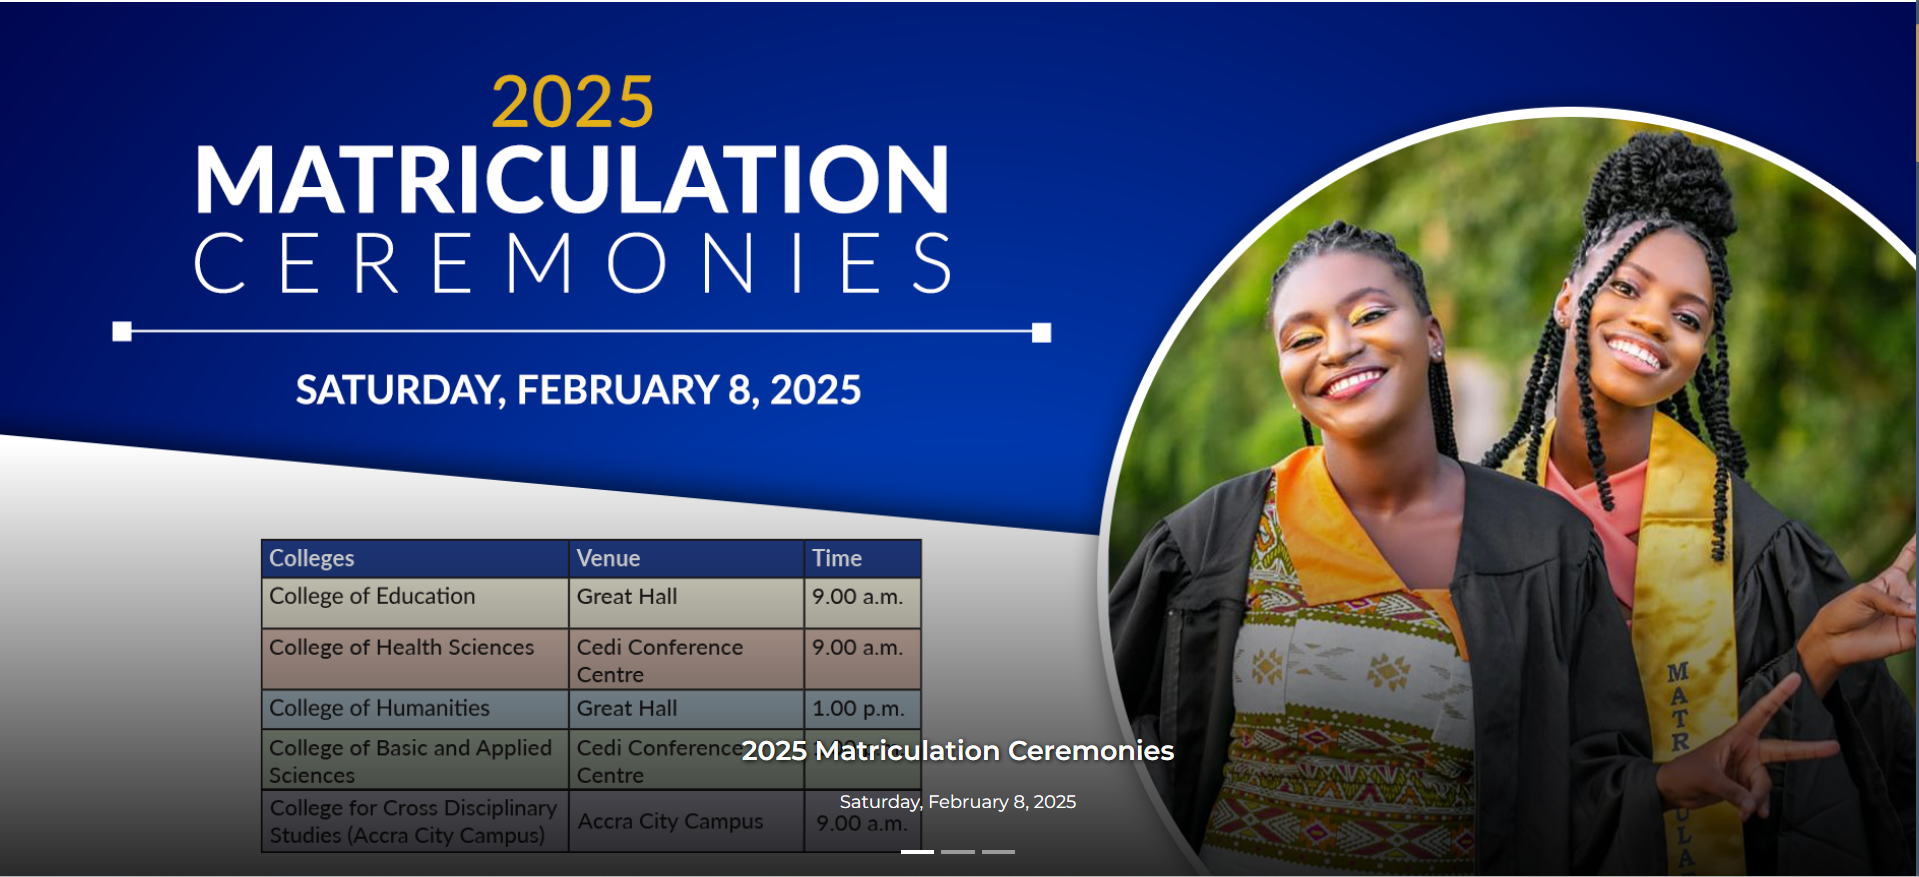 2025
MATRICULATION
CEREMONIES
SATURDAY, FEBRUARY 8, 2025
Colleges Venue Time
College of Education Great Hall 9.00 a.m.
College of Health Sciences Cedi Conference 9.00 a.m.
Centre
College of Humanities Great Hall 1.00 p.m.
College of Basic and Applied Cedi Conference
Sciences Centre
College for Cross Disciplinary
Studies (Accra City Campus) Accra City Campus 9.00 a.m.
2025 Matriculation Ceremonies
Saturday, February 8, 2025
MATR
ULA